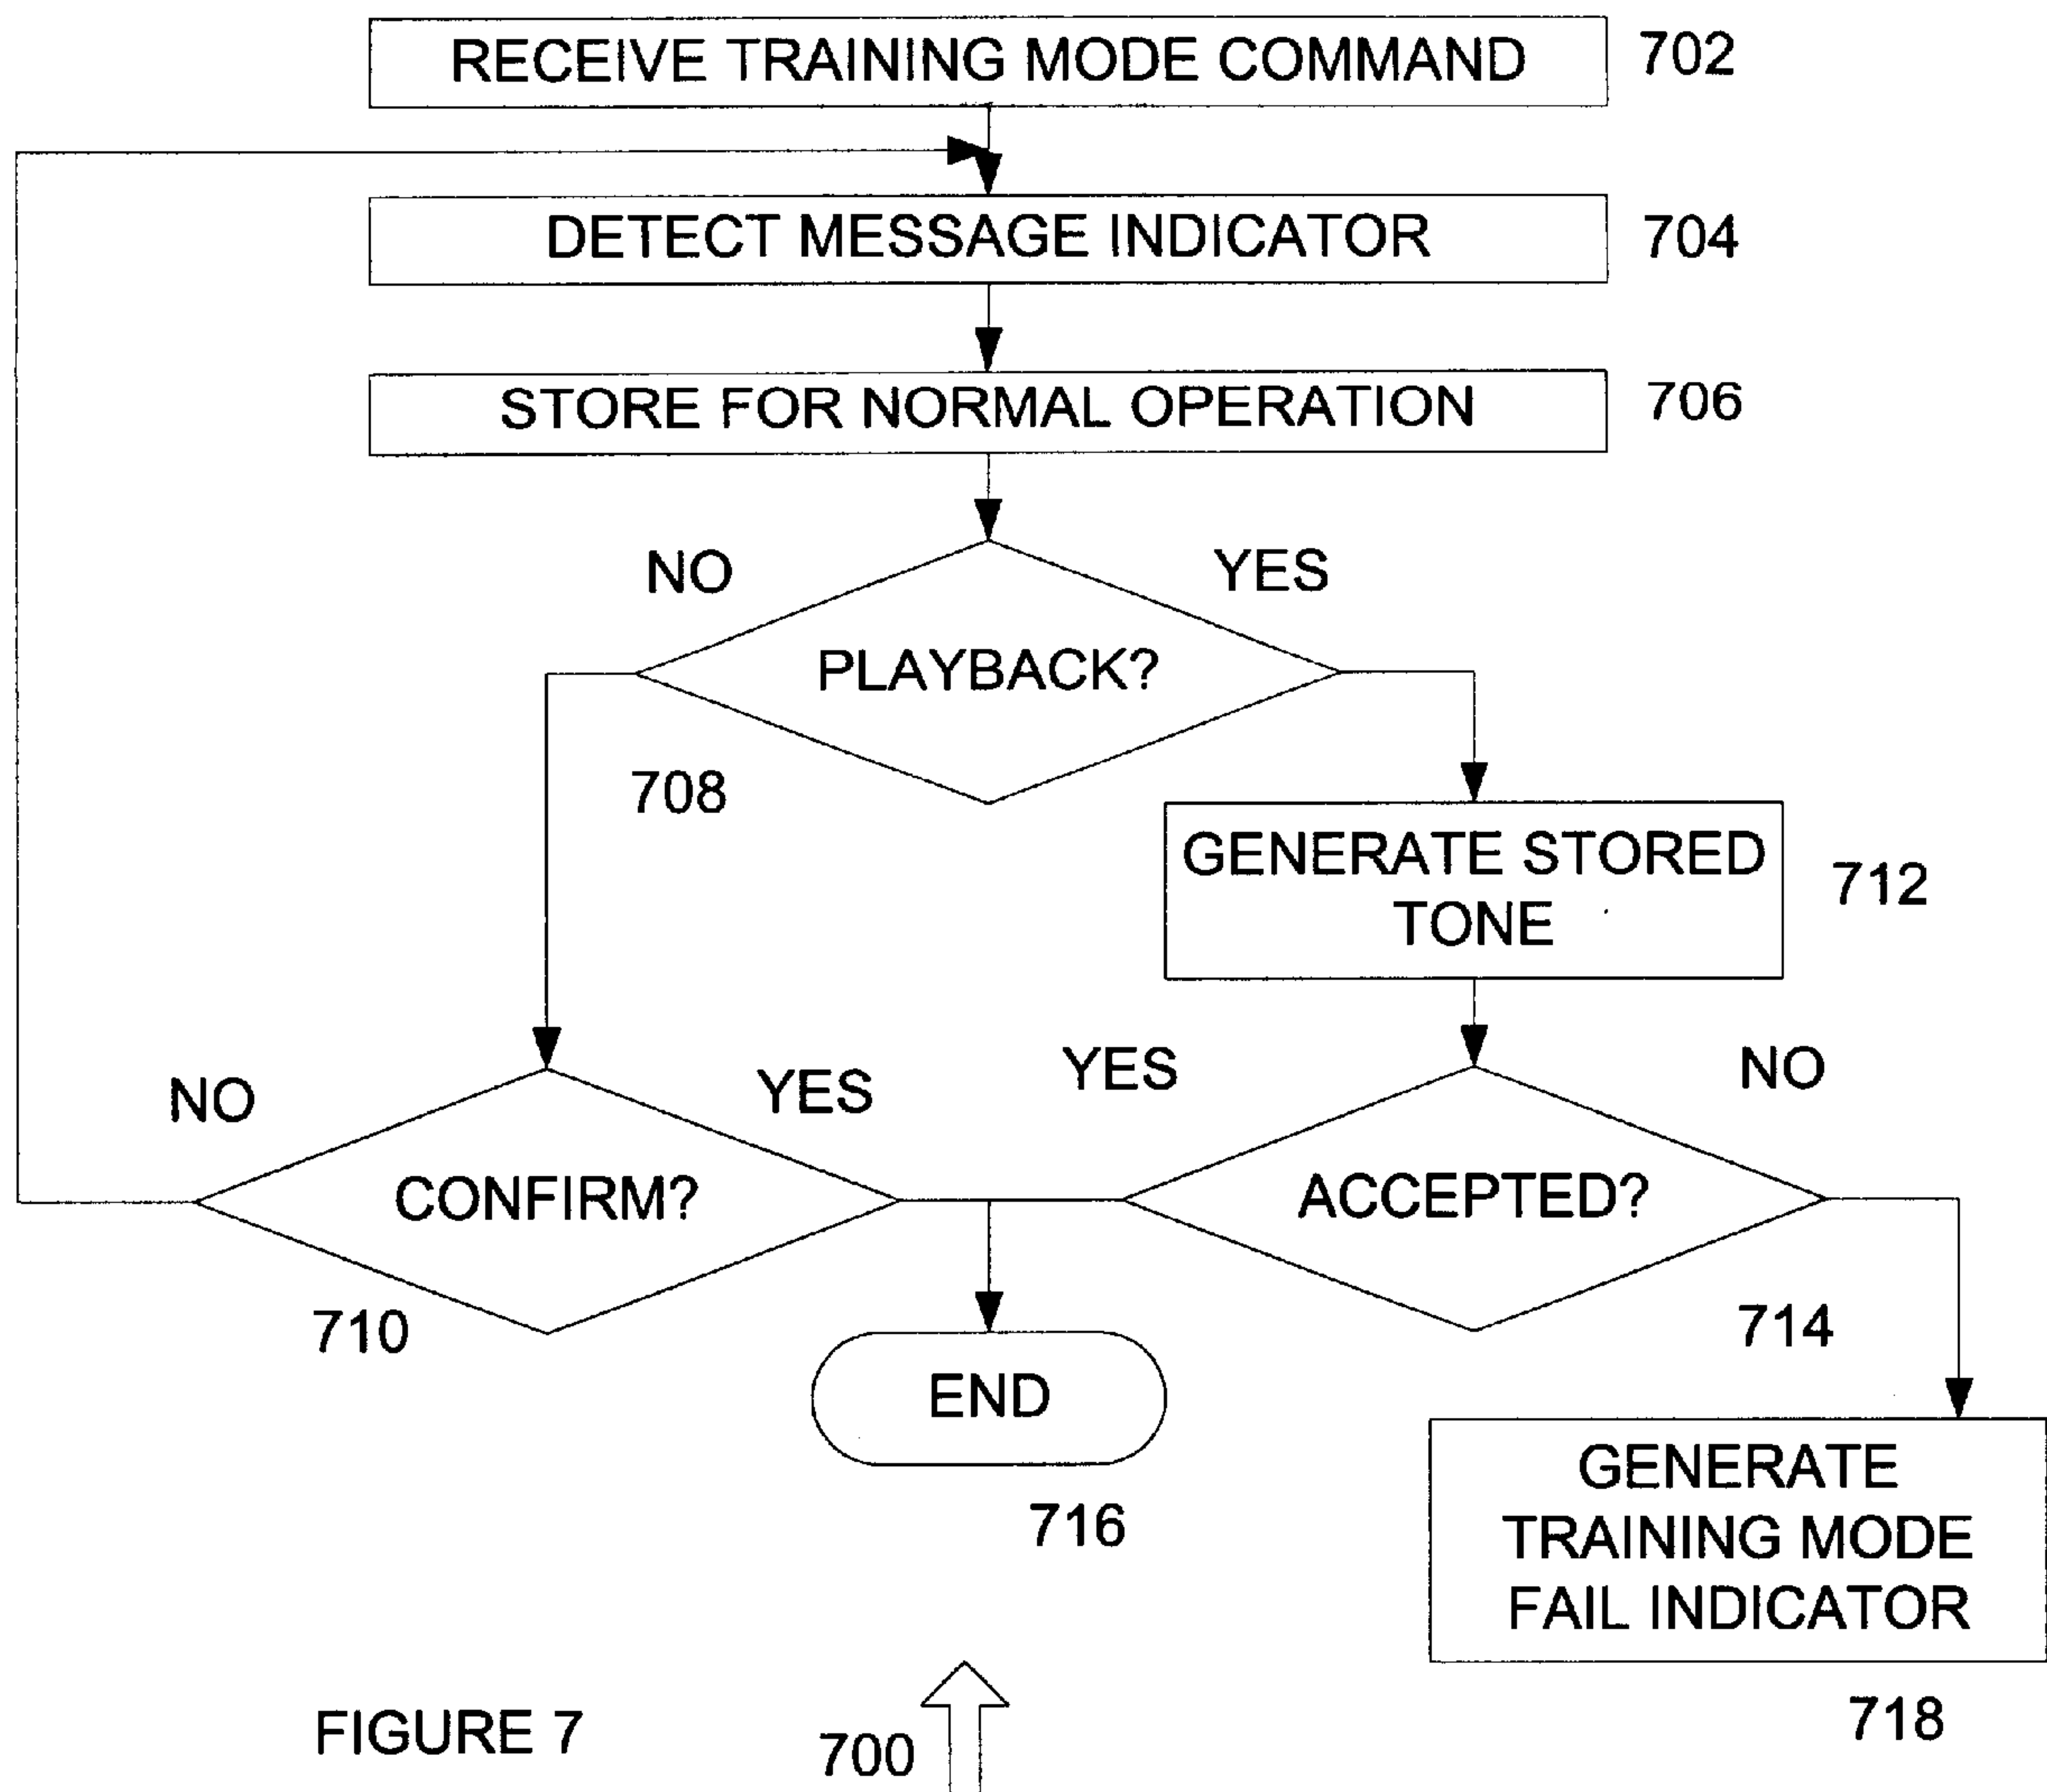 RECEIVE TRAINING MODE COMMAND 702
DETECT MESSAGE INDICATOR 704
STORE FOR NORMAL OPERATION 706
NO YES
PLAYBACK?
708
GENERATE STORED
TONE
712
NO YES YES NO
CONFIRM? ACCEPTED?
710 714
END
716
GENERATE
TRAINING MODE
FAIL INDICATOR
718
FIGURE 7 700